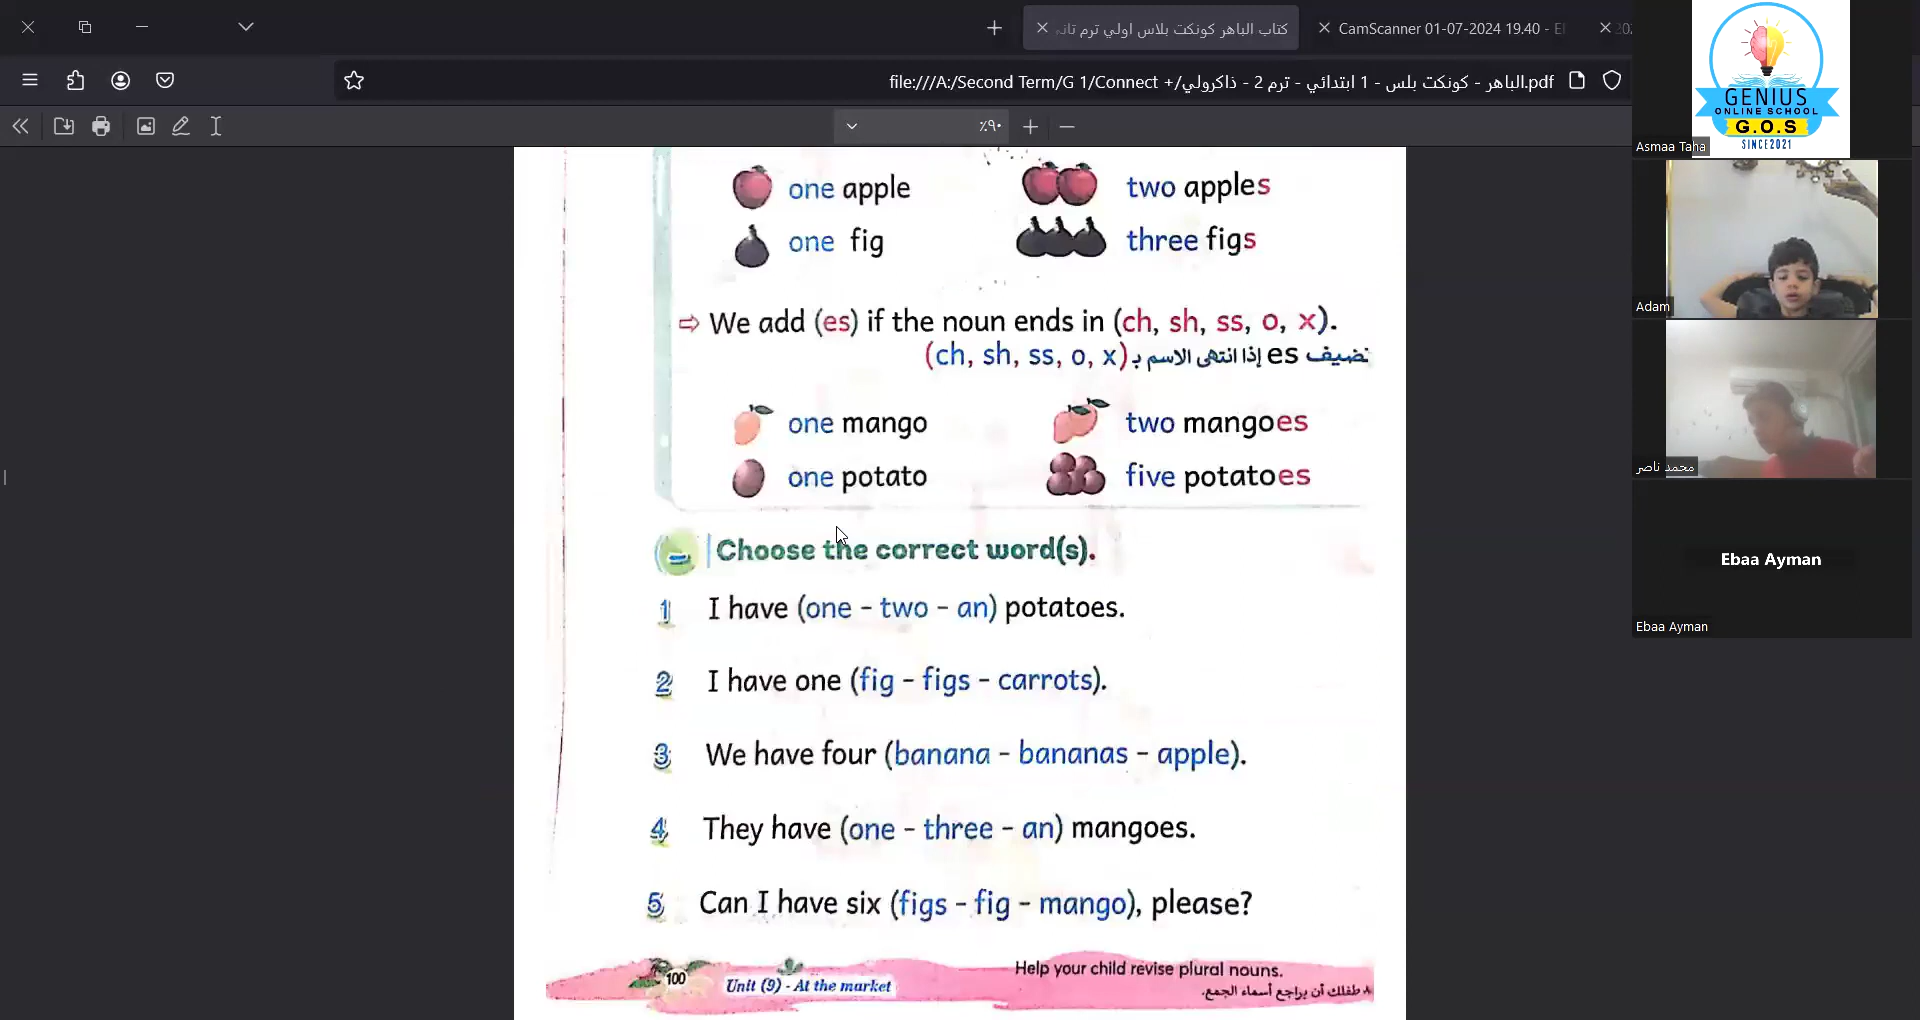 كتاب الباهر كونكت بلاس اولي ترم تاني
CamScanner 01-07-2024 19.40 - El
file:///A:/Second Term/G 1/Connect +/الباهر - كونكت بلس - 1 ابتدائي - ترم 2 - ذاكرولي.pdf
٪٩٠
one apple
two apples
one fig
three figs
⇨ We add (es) if the noun ends in (ch, sh, ss, o, x).
نضيف es إذا انتهى الاسم بـ (ch, sh, ss, o, x)
one mango
two mangoes
one potato
five potatoes
Choose the correct word(s).
1 I have (one - two - an) potatoes.
2 I have one (fig - figs - carrots).
3 We have four (banana - bananas - apple).
4 They have (one - three - an) mangoes.
5 Can I have six (figs - fig - mango), please?
100
Unit (9) - At the market
Help your child revise plural nouns.
طفلك أن يراجع أسماء الجمع.
GENIUS
ONLINE SCHOOL
G.O.S
SINCE2021
Asmaa Taha
Adam
محمد ناصر
Ebaa Ayman
Ebaa Ayman